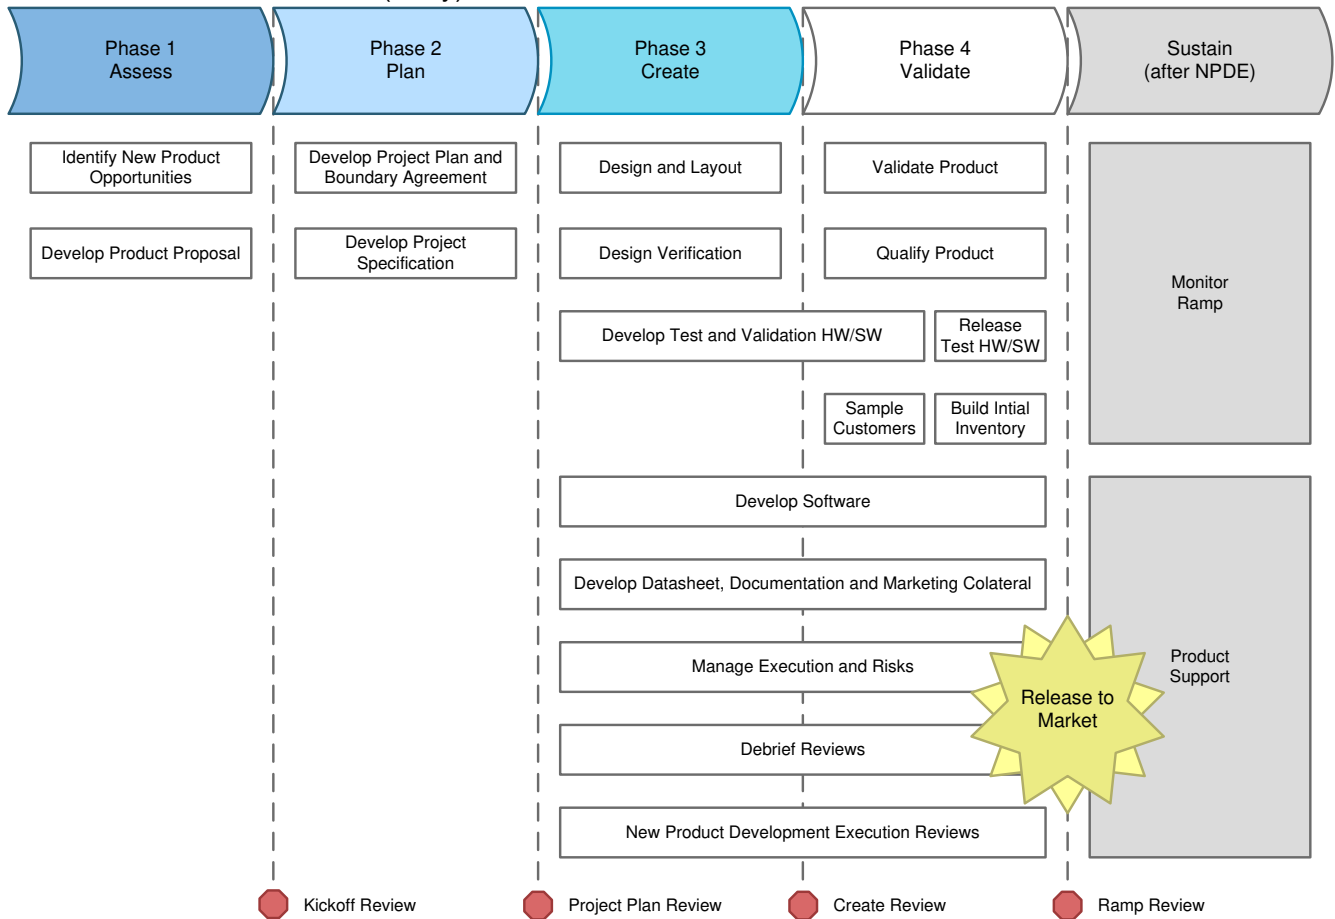 Phase 1
Assess
Phase 2
Plan
Phase 3
Create
Phase 4
Validate
Sustain
(after NPDE)
Identify New Product
Opportunities
Develop Project Plan and
Boundary Agreement
Design and Layout
Validate Product
Develop Product Proposal
Develop Project
Specification
Design Verification
Qualify Product
Monitor
Ramp
Develop Test and Validation HW/SW
Release
Test HW/SW
Sample
Customers
Build Intial
Inventory
Develop Software
Develop Datasheet, Documentation and Marketing Colateral
Manage Execution and Risks
Product
Support
Release to
Market
Debrief Reviews
New Product Development Execution Reviews
Kickoff Review
Project Plan Review
Create Review
Ramp Review